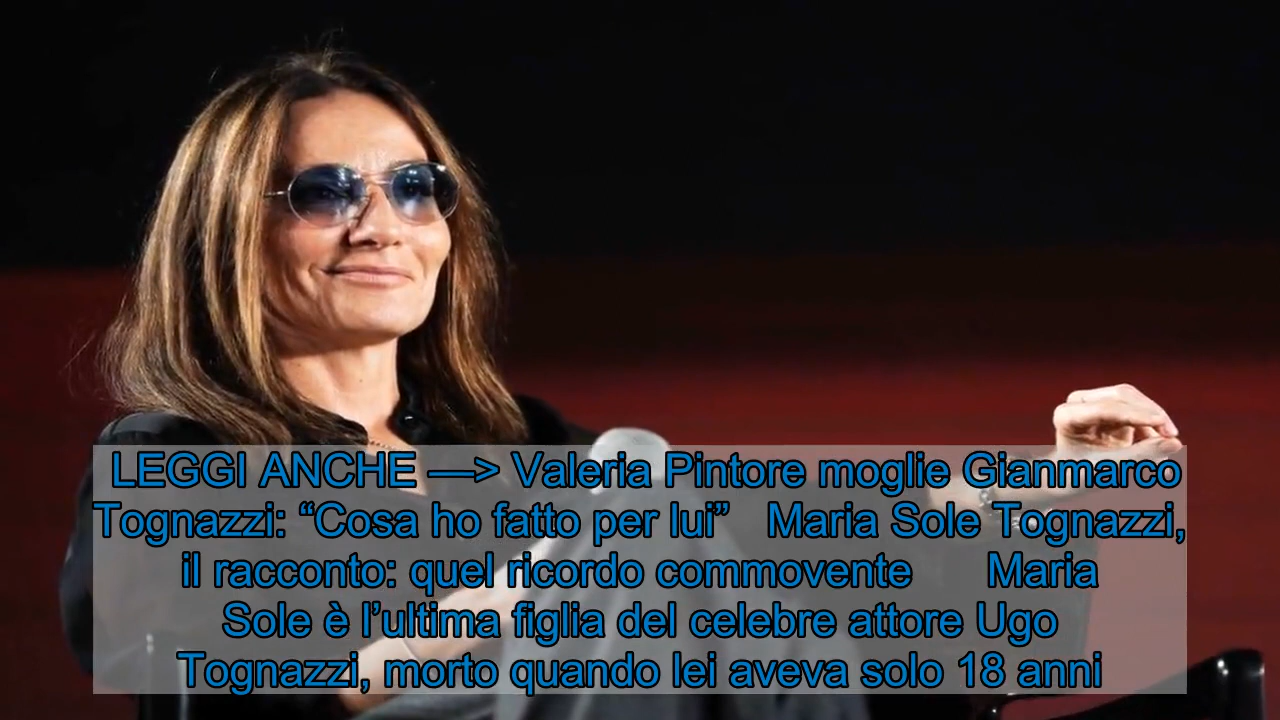 LEGGI ANCHE —> Valeria Pintore moglie Gianmarco
Tognazzi: “Cosa ho fatto per lui” Maria Sole Tognazzi,
il racconto: quel ricordo commovente Maria
Sole è l’ultima figlia del celebre attore Ugo
Tognazzi, morto quando lei aveva solo 18 anni